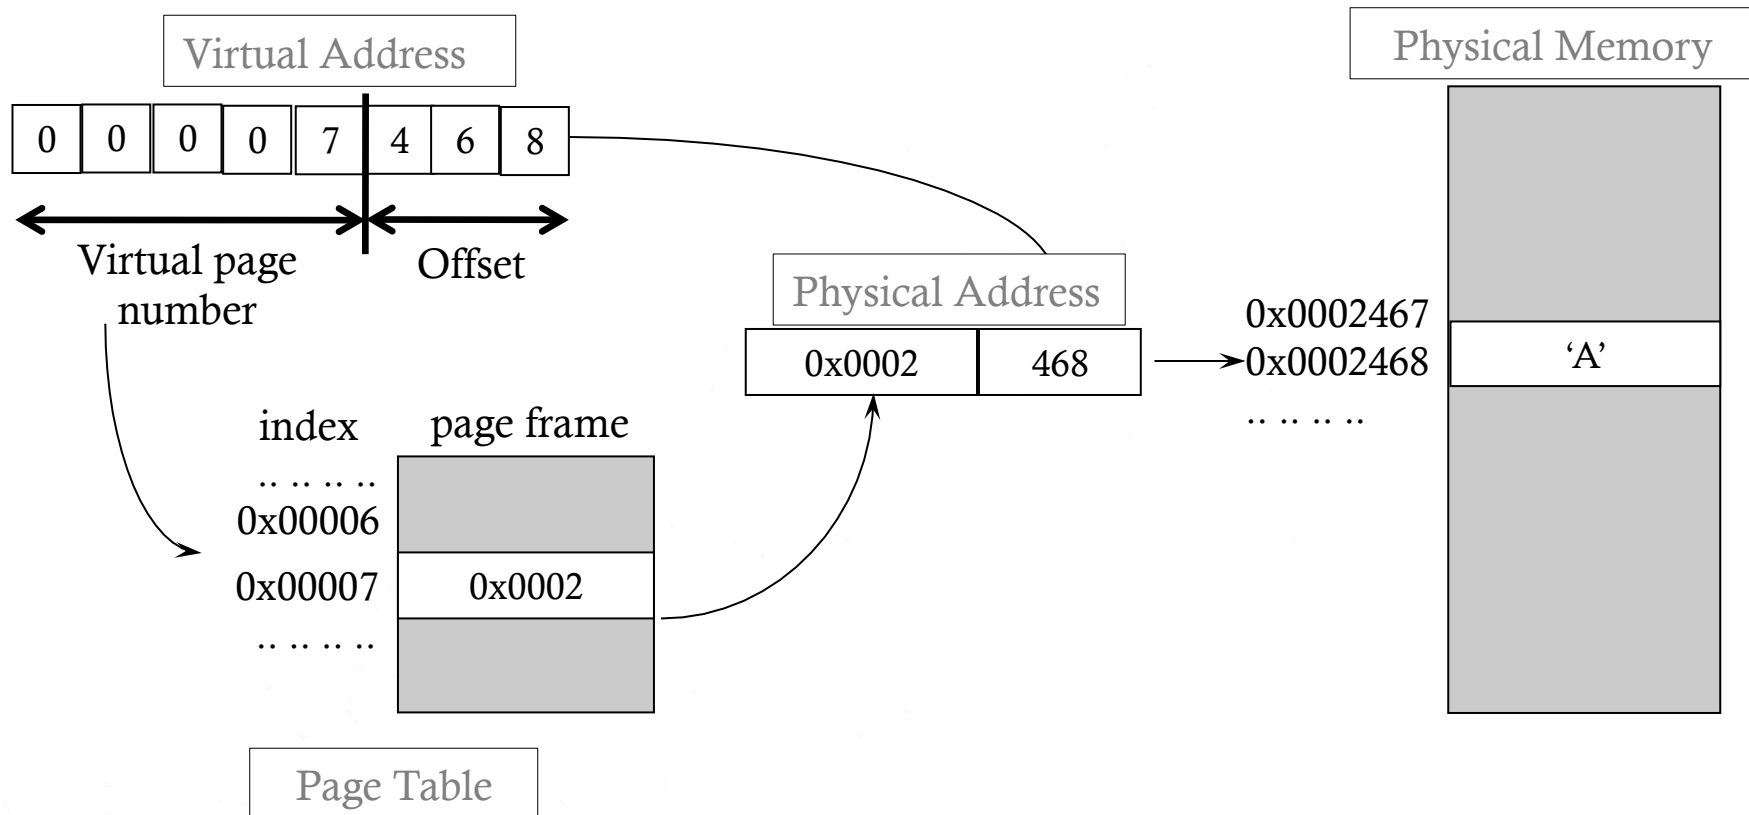 Virtual Address
0 0 0 0 7 4 6 8
Virtual page
number
Offset
Physical Address
0x0002 468
index
page frame
.. .. .. ..
0x00006
0x00007 0x0002
.. .. .. ..
Page Table
Physical Memory
0x0002467
0x0002468 ‘A’
.. .. .. ..